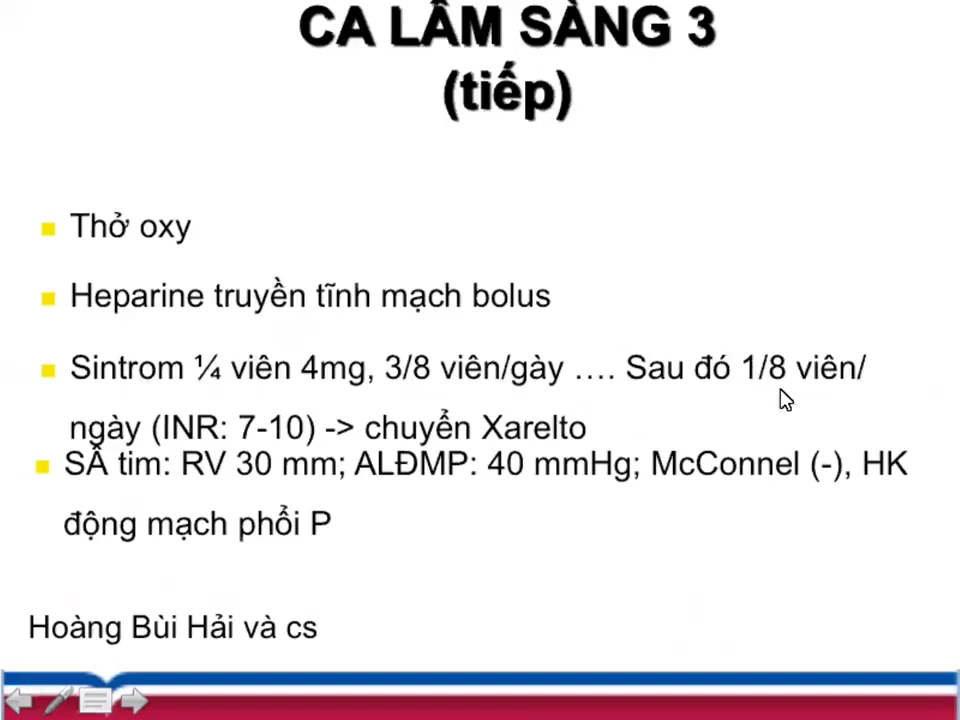 CA LÂM SÀNG 3
(tiếp)
Thở oxy
Heparine truyền tĩnh mạch bolus
Sintrom ¼ viên 4mg, 3/8 viên/gày …. Sau đó 1/8 viên/
ngày (INR: 7-10) -> chuyển Xarelto
SÂ tim: RV 30 mm; ALĐMP: 40 mmHg; McConnel (-), HK
động mạch phổi P
Hoàng Bùi Hải và cs